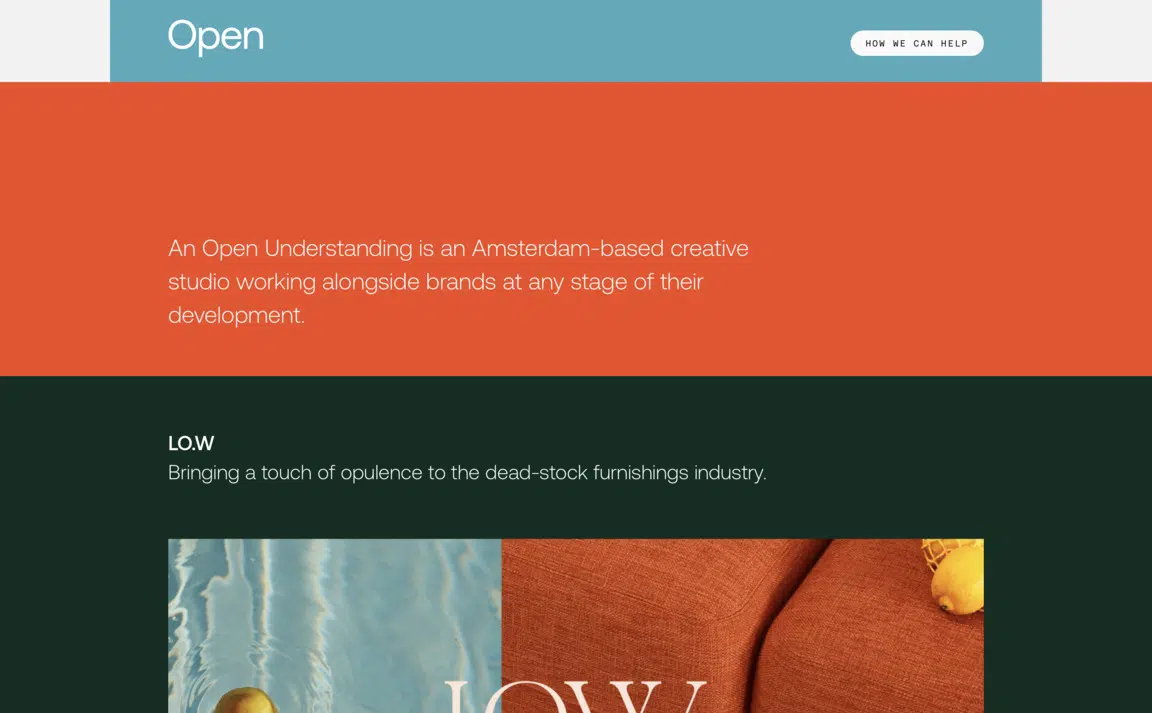 Open
HOW WE CAN HELP
An Open Understanding is an Amsterdam-based creative
studio working alongside brands at any stage of their
development.
LO.W
Bringing a touch of opulence to the dead-stock furnishings industry.
LOW